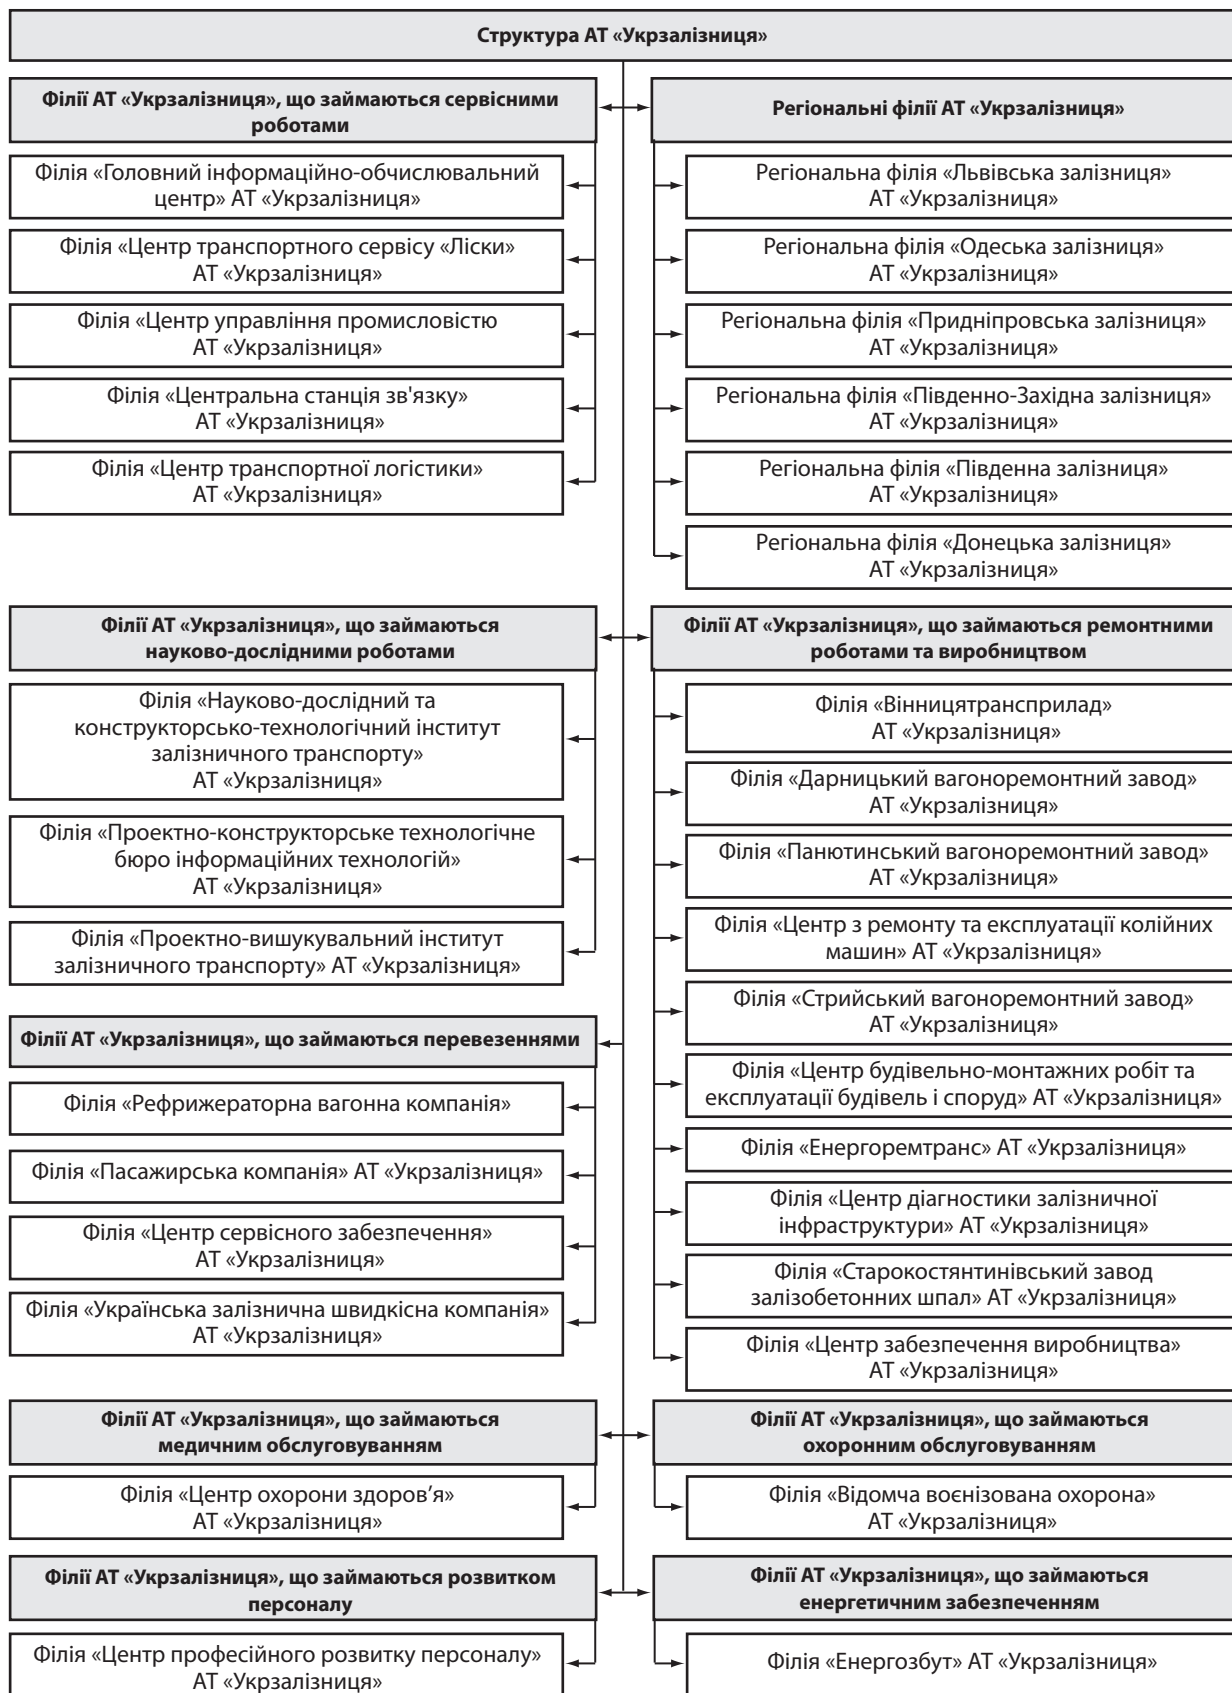 Структура АТ «Укрзалізниця»
Філії АТ «Укрзалізниця», що займаються сервісними
роботами
Філія «Головний інформаційно-обчислювальний
центр» АТ «Укрзалізниця»
Філія «Центр транспортного сервісу «Ліски»
АТ «Укрзалізниця»
Філія «Центр управління промисловістю
АТ «Укрзалізниця»
Філія «Центральна станція зв'язку»
АТ «Укрзалізниця»
Філія «Центр транспортної логістики»
АТ «Укрзалізниця»
Регіональні філії АТ «Укрзалізниця»
Регіональна філія «Львівська залізниця»
АТ «Укрзалізниця»
Регіональна філія «Одеська залізниця»
АТ «Укрзалізниця»
Регіональна філія «Придніпровська залізниця»
АТ «Укрзалізниця»
Регіональна філія «Південно-Західна залізниця»
АТ «Укрзалізниця»
Регіональна філія «Південна залізниця»
АТ «Укрзалізниця»
Регіональна філія «Донецька залізниця»
АТ «Укрзалізниця»
Філії АТ «Укрзалізниця», що займаються
науково-дослідними роботами
Філія «Науково-дослідний та
конструкторсько-технологічний інститут
залізничного транспорту»
АТ «Укрзалізниця»
Філія «Проектно-конструкторське технологічне
бюро інформаційних технологій»
АТ «Укрзалізниця»
Філія «Проектно-вишукувальний інститут
залізничного транспорту» АТ «Укрзалізниця»
Філії АТ «Укрзалізниця», що займаються ремонтними
роботами та виробництвом
Філія «Вінницятрансприлад»
АТ «Укрзалізниця»
Філія «Дарницький вагоноремонтний завод»
АТ «Укрзалізниця»
Філія «Панютинський вагоноремонтний завод»
АТ «Укрзалізниця»
Філія «Центр з ремонту та експлуатації колійних
машин» АТ «Укрзалізниця»
Філія «Стрийський вагоноремонтний завод»
АТ «Укрзалізниця»
Філія «Центр будівельно-монтажних робіт та
експлуатації будівель і споруд» АТ «Укрзалізниця»
Філія «Енергоремтранс» АТ «Укрзалізниця»
Філія «Центр діагностики залізничної
інфраструктури» АТ «Укрзалізниця»
Філія «Старокостянтинівський завод
залізобетонних шпал» АТ «Укрзалізниця»
Філія «Центр забезпечення виробництва»
АТ «Укрзалізниця»
Філії АТ «Укрзалізниця», що займаються перевезеннями
Філія «Рефрижераторна вагонна компанія»
Філія «Пасажирська компанія» АТ «Укрзалізниця»
Філія «Центр сервісного забезпечення»
АТ «Укрзалізниця»
Філія «Українська залізнична швидкісна компанія»
АТ «Укрзалізниця»
Філії АТ «Укрзалізниця», що займаються
медичним обслуговуванням
Філія «Центр охорони здоров’я»
АТ «Укрзалізниця»
Філії АТ «Укрзалізниця», що займаються
охоронним обслуговуванням
Філія «Відомча воєнізована охорона»
АТ «Укрзалізниця»
Філії АТ «Укрзалізниця», що займаються розвитком
персоналу
Філія «Центр професійного розвитку персоналу»
АТ «Укрзалізниця»
Філії АТ «Укрзалізниця», що займаються
енергетичним забезпеченням
Філія «Енергозбут» АТ «Укрзалізниця»